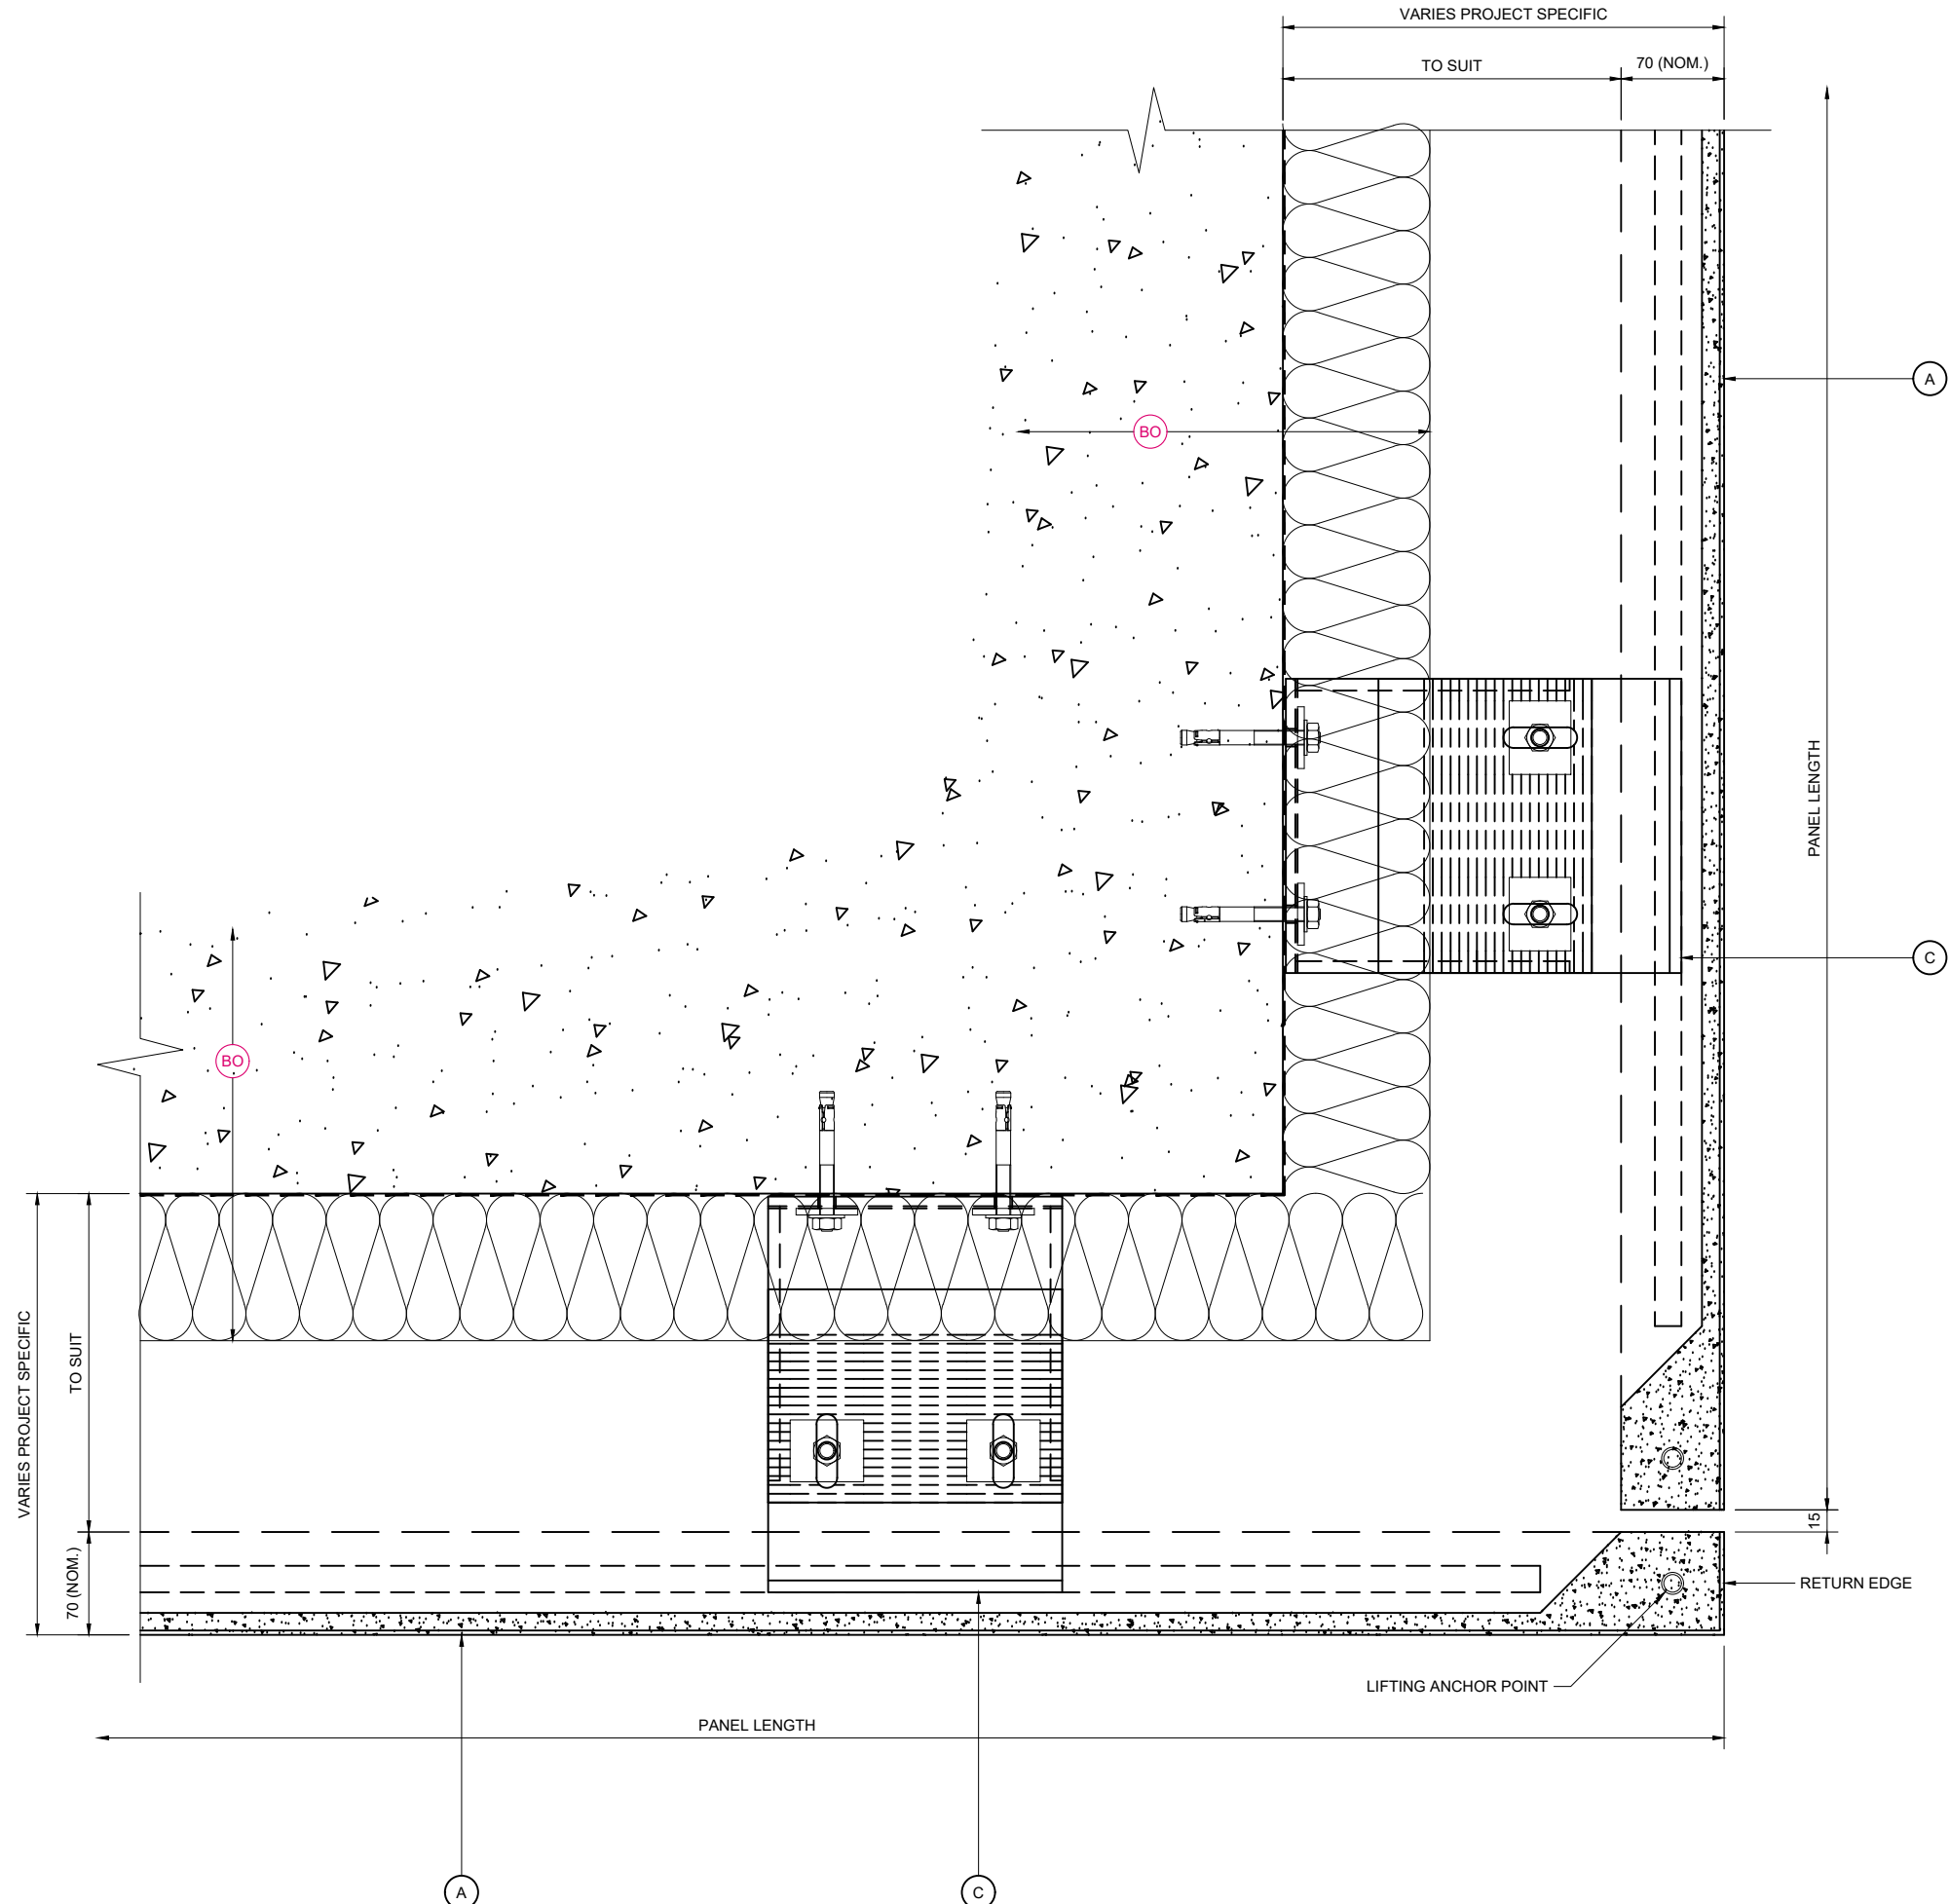 VARIES PROJECT SPECIFIC
TO SUIT
70 (NOM.)
A
BO
PANEL LENGTH
C
BO
VARIES PROJECT SPECIFIC
TO SUIT
70 (NOM.)
15
RETURN EDGE
LIFTING ANCHOR POINT
PANEL LENGTH
A
C